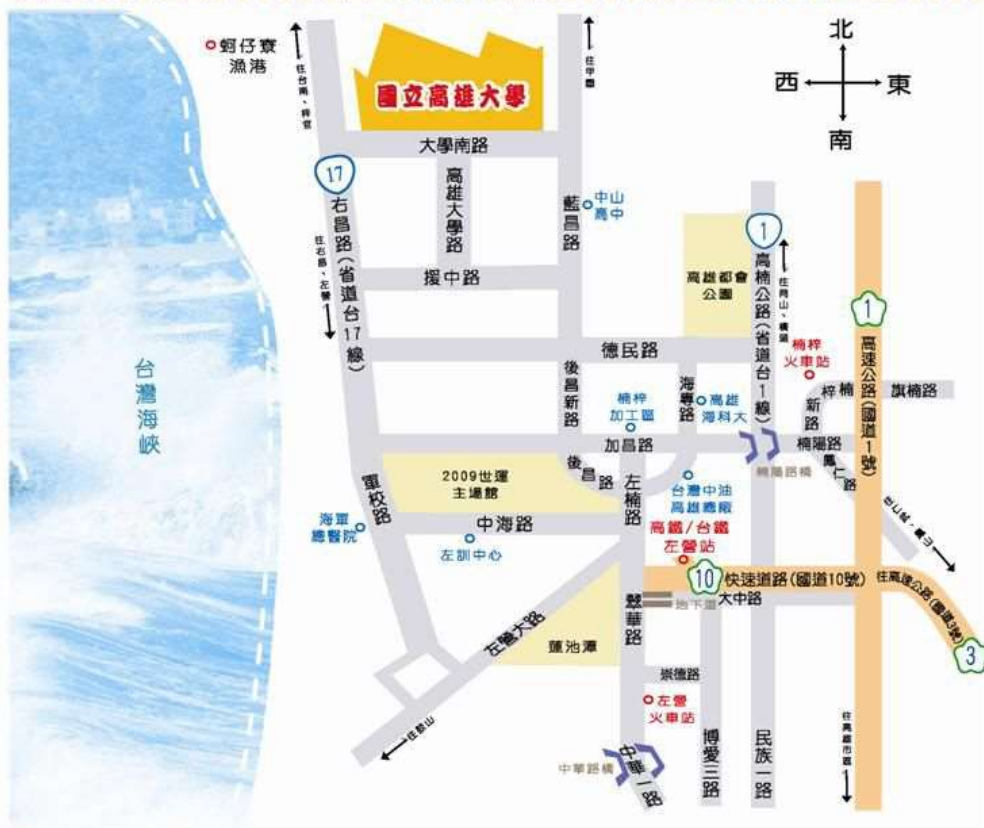 北
西
東
南
蚵仔寮
漁港
往台南、梓官
國立高雄大學
往甲圍
大學南路
17
右昌路(省道台17線)
往右昌、左營
高雄大學路
藍昌路
中山
高中
援中路
高雄都會
公園
1
高楠公路(省道台1線)
往岡山、橋頭
1
高速公路(國道1號)
德民路
楠梓
火車站
台灣海峽
後昌新路
楠梓
加工區
海專路
高雄
海科大
梓楠
新路
旗楠路
加昌路
楠陽路
楠陽路橋
鳳
路
2009世運
主場館
後昌路
左楠路
台灣中油
高雄總廠
軍校路
海軍
總醫院
中海路
左訓中心
高鐵/台鐵
左營站
10
快速道路(國道10號)
往高速公路(國道3號)
3
大中路
地下道
翠華路
左營大路
蓮池潭
崇德路
左營
火車站
往鼓山
中華路橋
中華一路
博愛三路
民族一路
往高雄市區